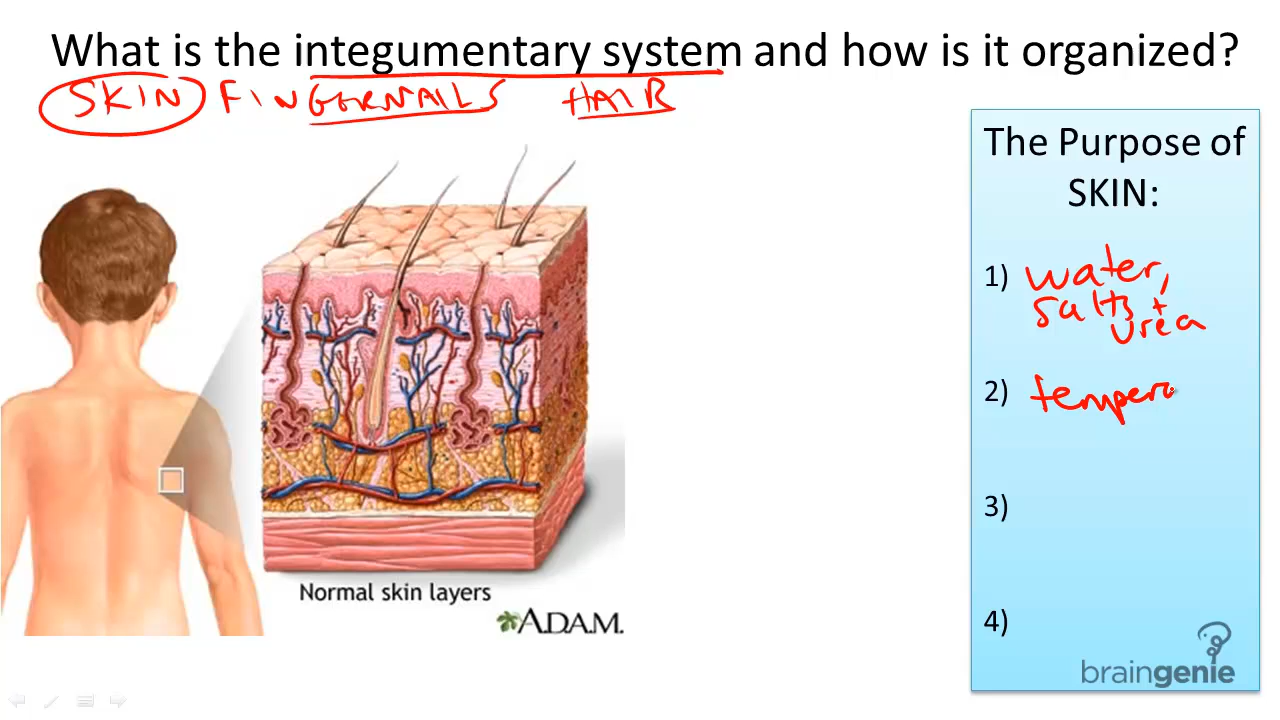 What is the integumentary system and how is it organized?
SKIN FINGERNAILS HAIR
The Purpose of
SKIN:
1) water,
salts +
urea
2) tempera
3)
4)
Normal skin layers
A.D.A.M.
braingenie